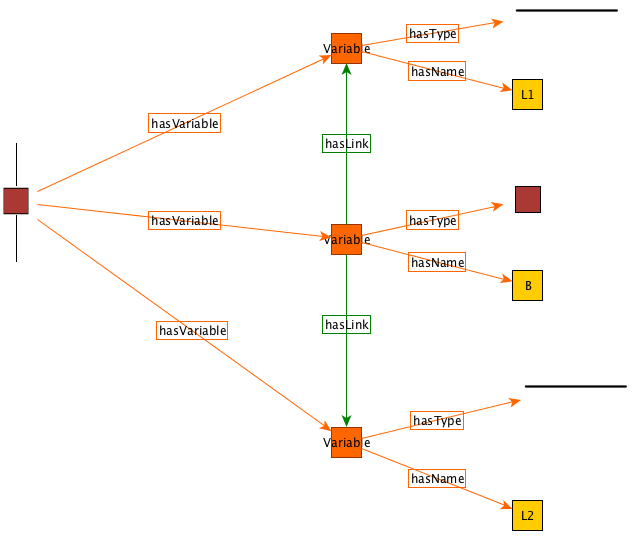 hasType
Variable
hasName
L1
hasVariable
hasLink
hasType
hasVariable
Variable
hasName
B
hasLink
hasVariable
hasType
Variable
hasName
L2